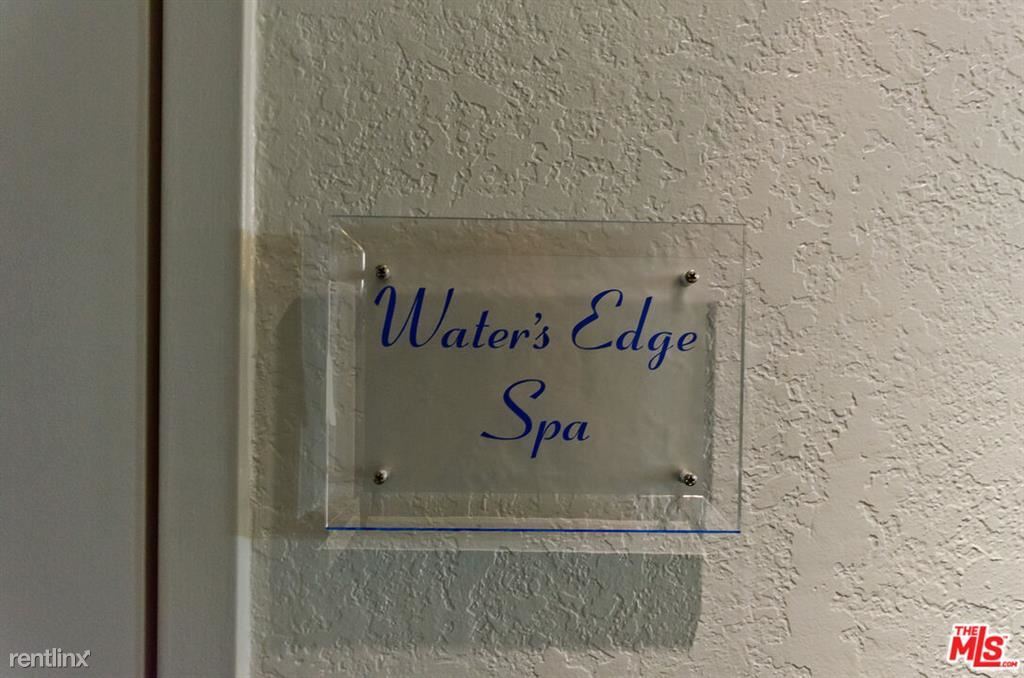 Water's Edge
Spa
rentlinx
THE
MLS
.COM